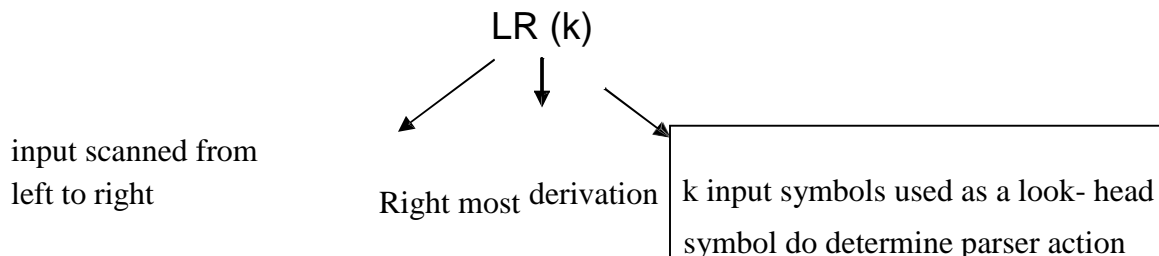 LR (k)
input scanned from
left to right
Right most derivation
k input symbols used as a look- head
symbol do determine parser action